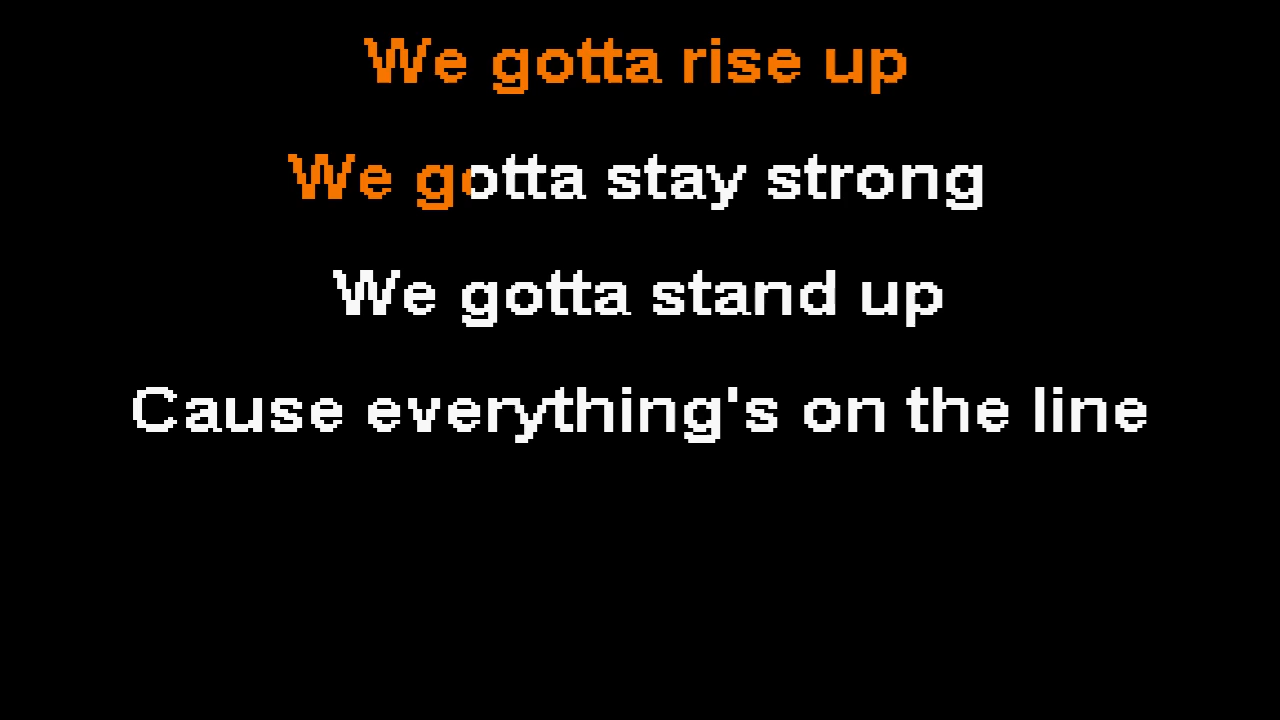 We gotta rise up
We gotta stay strong
We gotta stand up
Cause everything's on the line